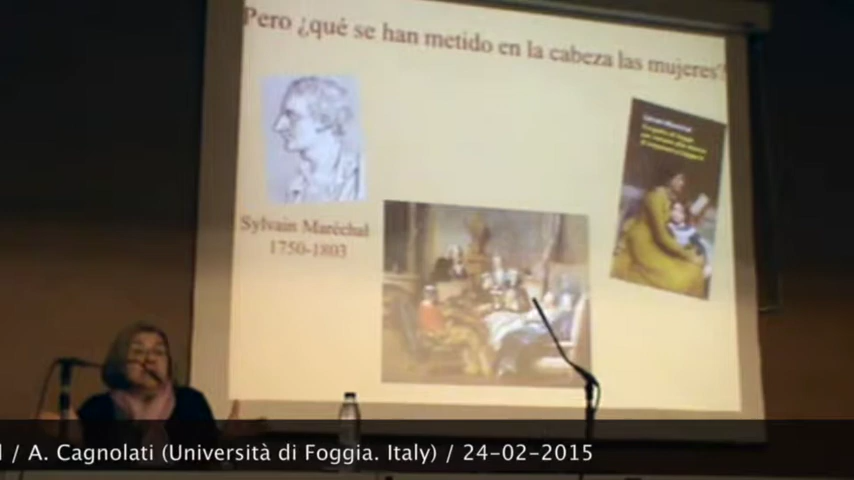 Pero ¿qué se han metido en la cabeza las mujeres?
Sylvain Maréchal
1750-1803
/ A. Cagnolati (Università di Foggia. Italy) / 24-02-2015